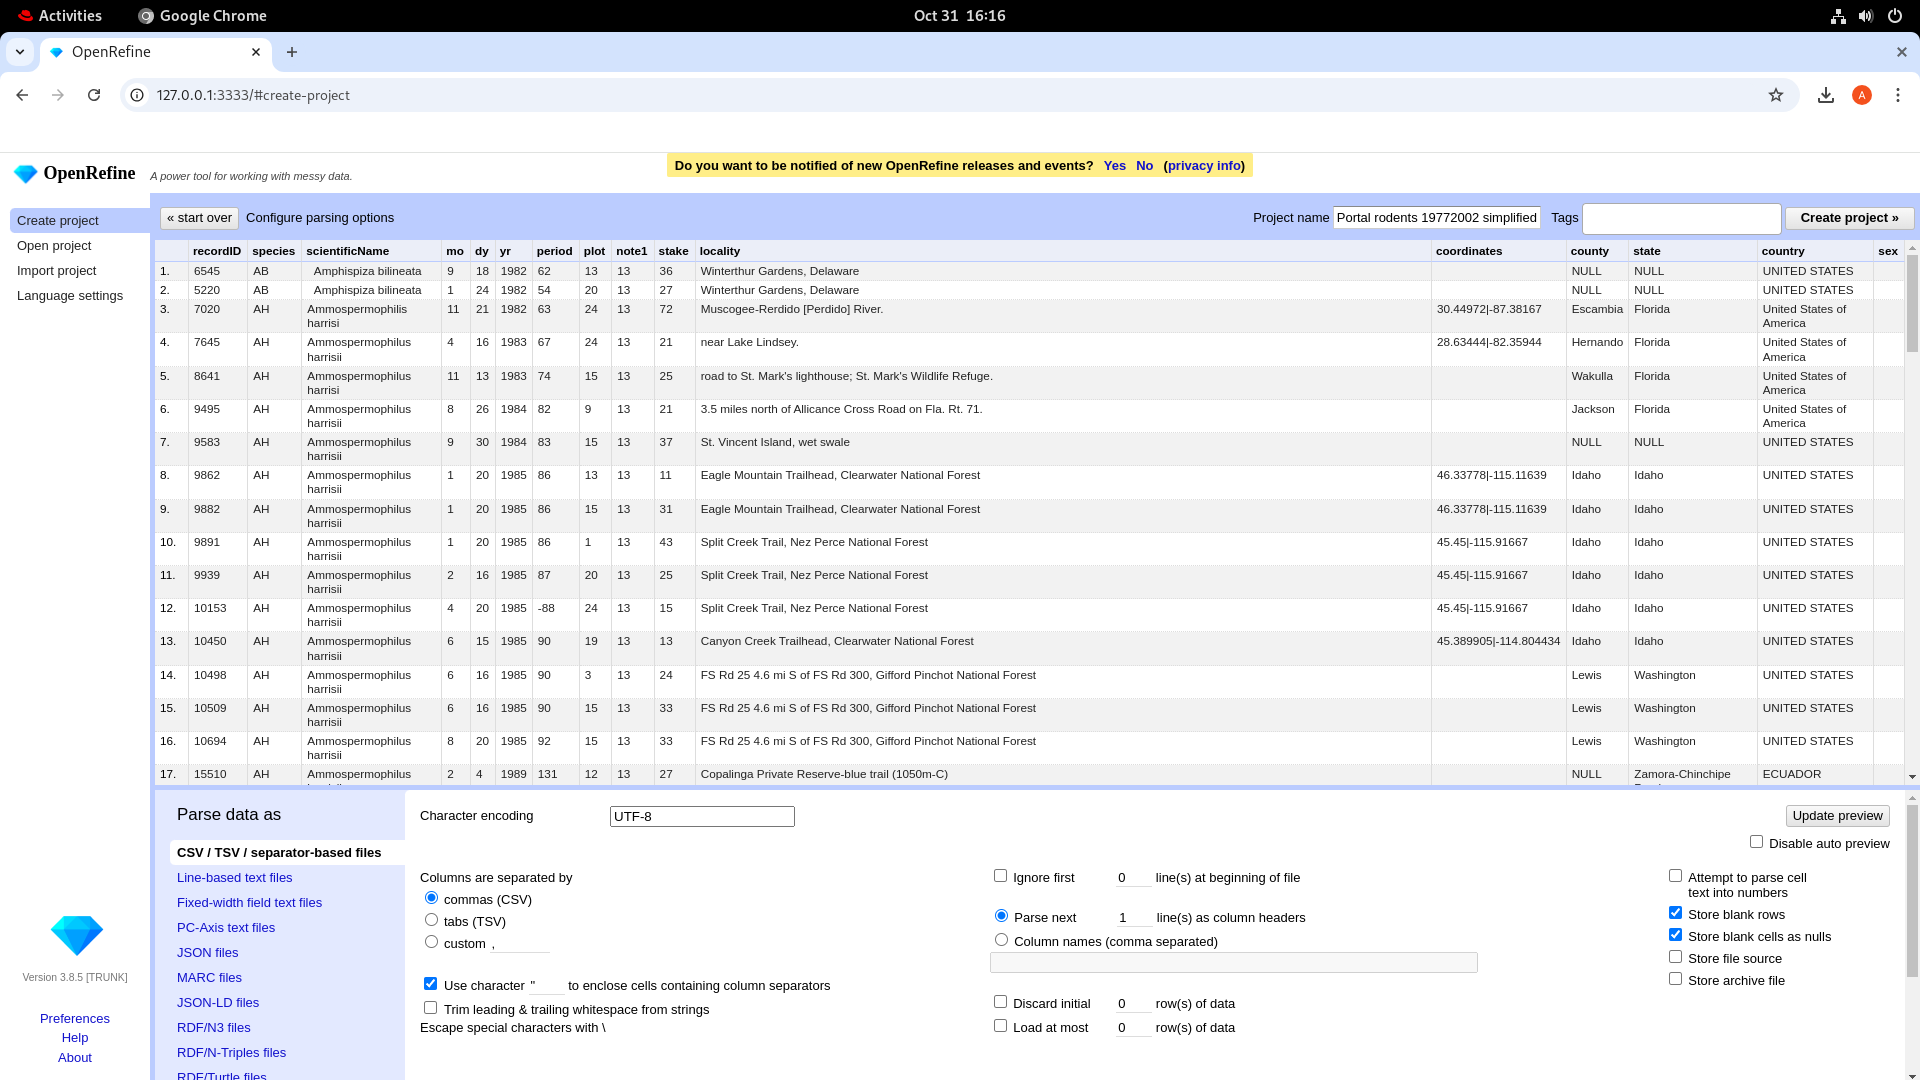 Activities Google Chrome Oct 31 16:16
OpenRefine
127.0.0.1:3333/#create-project A
OpenRefine A power tool for working with messy data. Do you want to be notified of new OpenRefine releases and events? Yes No (privacy info)
Create project
Open project
Import project
Language settings
« start over Configure parsing options Project name Portal rodents 19772002 simplified Tags Create project »
recordID species scientificName mo dy yr period plot note1 stake locality coordinates county state country sex
1. 6545 AB Amphispiza bilineata 9 18 1982 62 13 13 36 Winterthur Gardens, Delaware NULL NULL UNITED STATES
2. 5220 AB Amphispiza bilineata 1 24 1982 54 20 13 27 Winterthur Gardens, Delaware NULL NULL UNITED STATES
3. 7020 AH Ammospermophilis harrisi 11 21 1982 63 24 13 72 Muscogee-Rerdido [Perdido] River. 30.44972|-87.38167 Escambia Florida United States of America
4. 7645 AH Ammospermophilus harrisii 4 16 1983 67 24 13 21 near Lake Lindsey. 28.63444|-82.35944 Hernando Florida United States of America
5. 8641 AH Ammospermophilus harrisi 11 13 1983 74 15 13 25 road to St. Mark's lighthouse; St. Mark's Wildlife Refuge. Wakulla Florida United States of America
6. 9495 AH Ammospermophilus harrisii 8 26 1984 82 9 13 21 3.5 miles north of Allicance Cross Road on Fla. Rt. 71. Jackson Florida United States of America
7. 9583 AH Ammospermophilus harrisii 9 30 1984 83 15 13 37 St. Vincent Island, wet swale NULL NULL UNITED STATES
8. 9862 AH Ammospermophilus harrisii 1 20 1985 86 13 13 11 Eagle Mountain Trailhead, Clearwater National Forest 46.33778|-115.11639 Idaho Idaho UNITED STATES
9. 9882 AH Ammospermophilus harrisii 1 20 1985 86 15 13 31 Eagle Mountain Trailhead, Clearwater National Forest 46.33778|-115.11639 Idaho Idaho UNITED STATES
10. 9891 AH Ammospermophilus harrisii 1 20 1985 86 1 13 43 Split Creek Trail, Nez Perce National Forest 45.45|-115.91667 Idaho Idaho UNITED STATES
11. 9939 AH Ammospermophilus harrisii 2 16 1985 87 20 13 25 Split Creek Trail, Nez Perce National Forest 45.45|-115.91667 Idaho Idaho UNITED STATES
12. 10153 AH Ammospermophilus harrisii 4 20 1985 -88 24 13 15 Split Creek Trail, Nez Perce National Forest 45.45|-115.91667 Idaho Idaho UNITED STATES
13. 10450 AH Ammospermophilus harrisii 6 15 1985 90 19 13 13 Canyon Creek Trailhead, Clearwater National Forest 45.389905|-114.804434 Idaho Idaho UNITED STATES
14. 10498 AH Ammospermophilus harrisii 6 16 1985 90 3 13 24 FS Rd 25 4.6 mi S of FS Rd 300, Gifford Pinchot National Forest Lewis Washington UNITED STATES
15. 10509 AH Ammospermophilus harrisii 6 16 1985 90 15 13 33 FS Rd 25 4.6 mi S of FS Rd 300, Gifford Pinchot National Forest Lewis Washington UNITED STATES
16. 10694 AH Ammospermophilus harrisii 8 20 1985 92 15 13 33 FS Rd 25 4.6 mi S of FS Rd 300, Gifford Pinchot National Forest Lewis Washington UNITED STATES
17. 15510 AH Ammospermophilus 2 4 1989 131 12 13 27 Copalinga Private Reserve-blue trail (1050m-C) NULL Zamora-Chinchipe ECUADOR
Parse data as
CSV / TSV / separator-based files
Line-based text files
Fixed-width field text files
PC-Axis text files
JSON files
MARC files
JSON-LD files
RDF/N3 files
RDF/N-Triples files
RDF/Turtle files
Character encoding UTF-8
Update preview
Disable auto preview
Columns are separated by
commas (CSV)
tabs (TSV)
custom ,
Use character " to enclose cells containing column separators
Trim leading & trailing whitespace from strings
Escape special characters with \
Ignore first 0 line(s) at beginning of file
Parse next 1 line(s) as column headers
Column names (comma separated)
Discard initial 0 row(s) of data
Load at most 0 row(s) of data
Attempt to parse cell
text into numbers
Store blank rows
Store blank cells as nulls
Store file source
Store archive file
Version 3.8.5 [TRUNK]
Preferences
Help
About